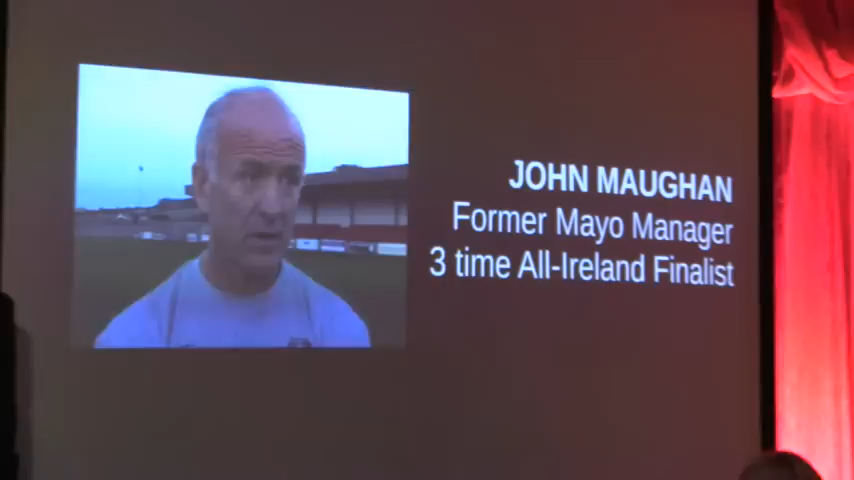 JOHN MAUGHAN
Former Mayo Manager
3 time All-Ireland Finalist